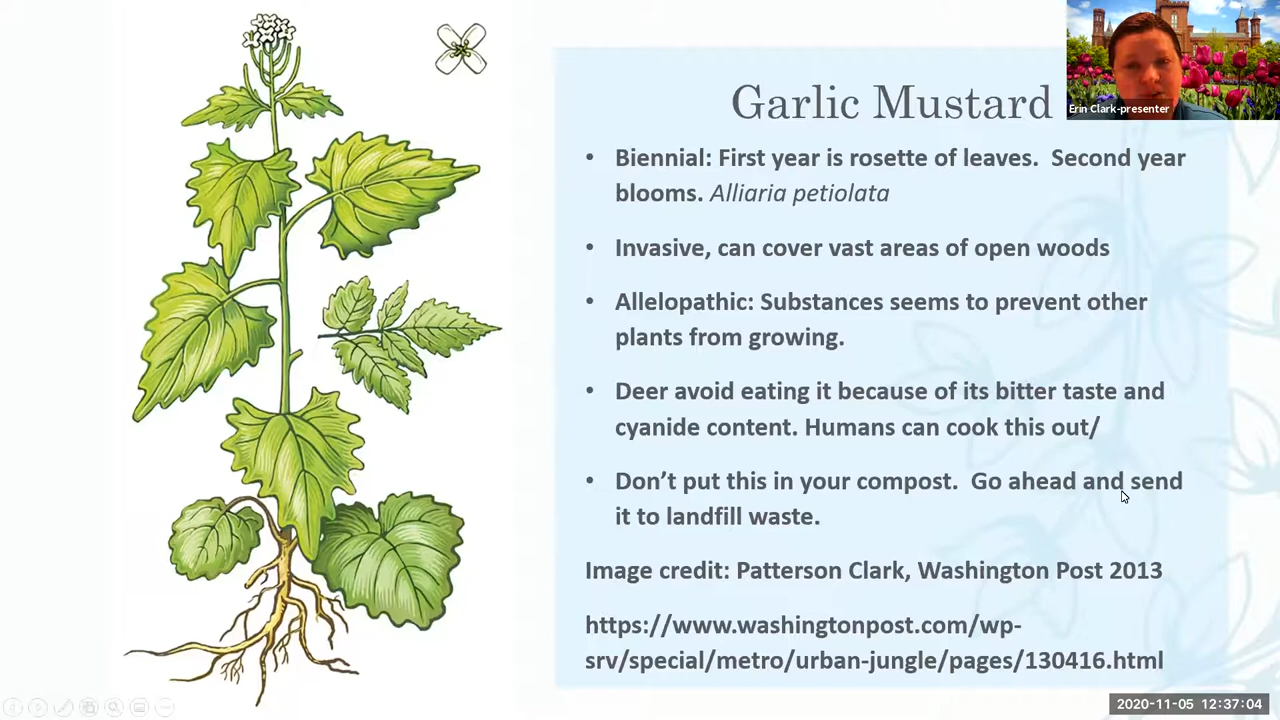 Garlic Mustard
Erin Clark-presenter
• Biennial: First year is rosette of leaves.  Second year
blooms. Alliaria petiolata
• Invasive, can cover vast areas of open woods
• Allelopathic: Substances seems to prevent other
plants from growing.
• Deer avoid eating it because of its bitter taste and
cyanide content. Humans can cook this out/
• Don’t put this in your compost.  Go ahead and send
it to landfill waste.
Image credit: Patterson Clark, Washington Post 2013
https://www.washingtonpost.com/wp-
srv/special/metro/urban-jungle/pages/130416.html
2020-11-05 12:37:04